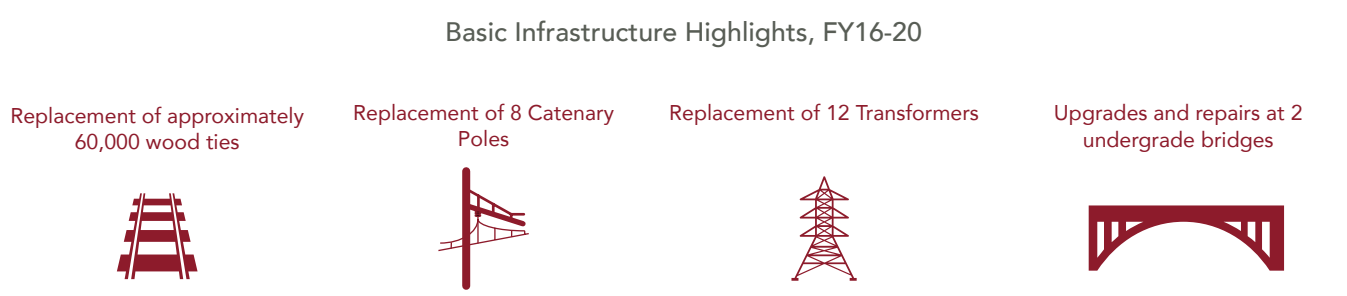 Basic Infrastructure Highlights, FY16-20
Replacement of approximately
60,000 wood ties
Replacement of 8 Catenary
Poles
Replacement of 12 Transformers
Upgrades and repairs at 2
undergrade bridges